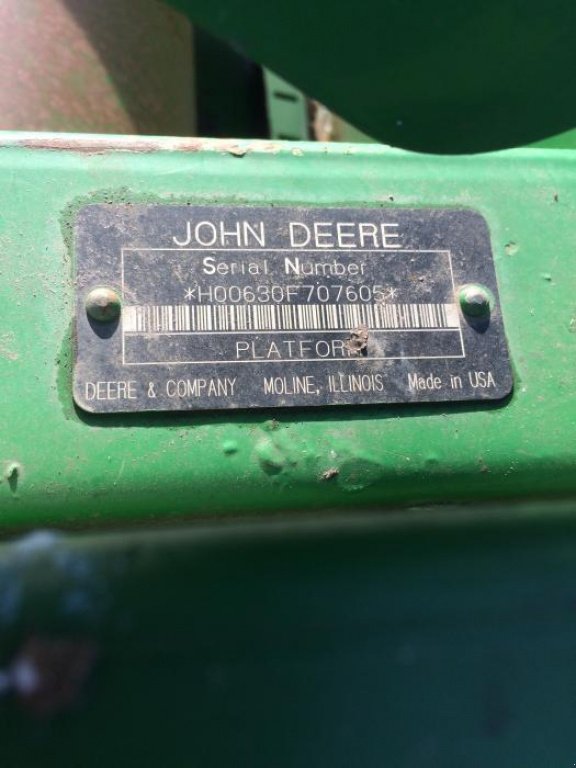 JOHN DEERE
Serial Number
*H00630F707605*
PLATFORM
DEERE & COMPANY MOLINE, ILLINOIS Made in USA